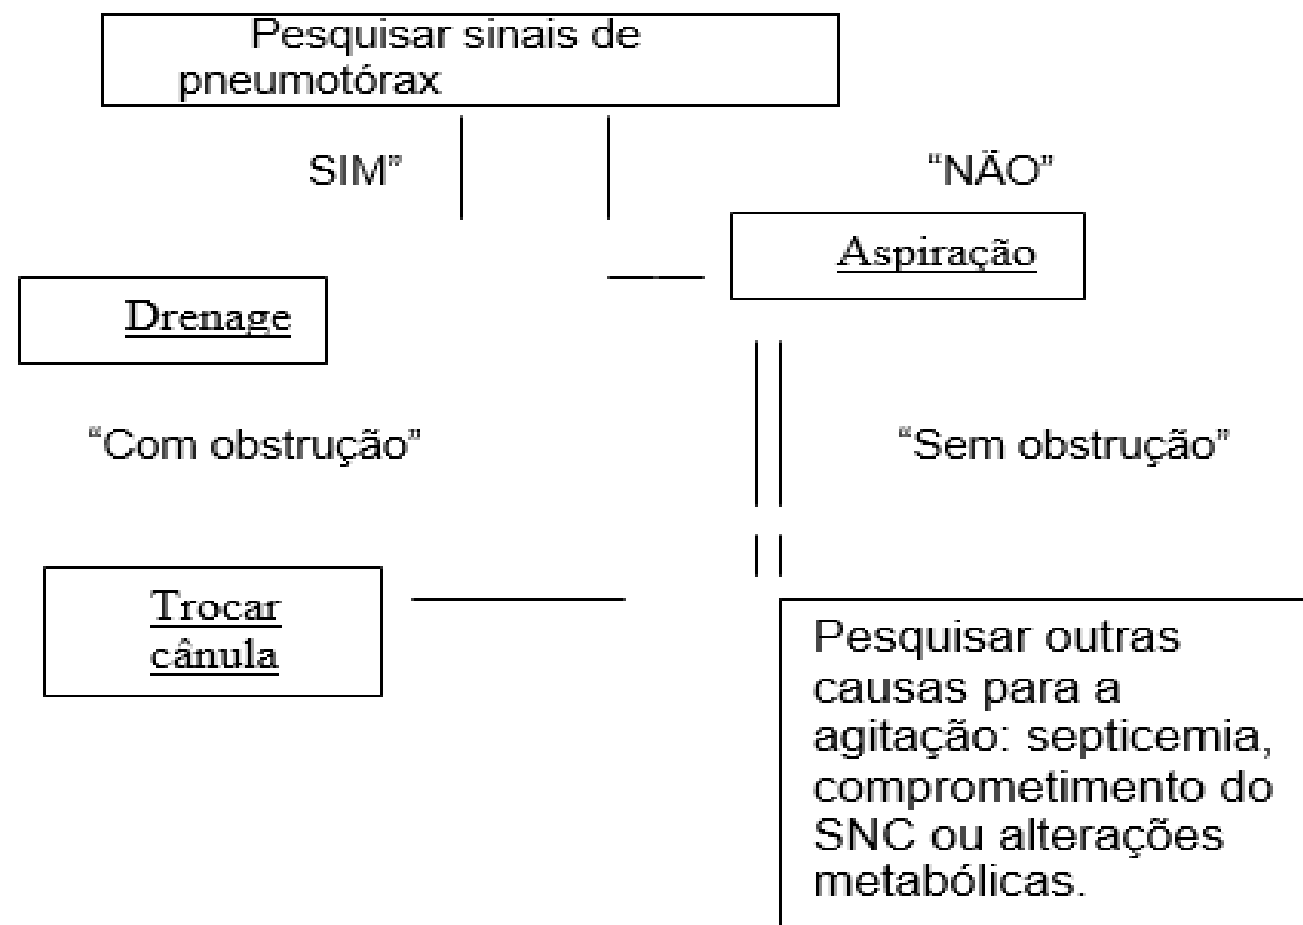 Pesquisar sinais de
pneumotórax
SIM”
“NÃO”
Aspiração
Drenage
“Com obstrução”
“Sem obstrução”
Trocar
cânula
Pesquisar outras
causas para a
agitação: septicemia,
comprometimento do
SNC ou alterações
metabólicas.